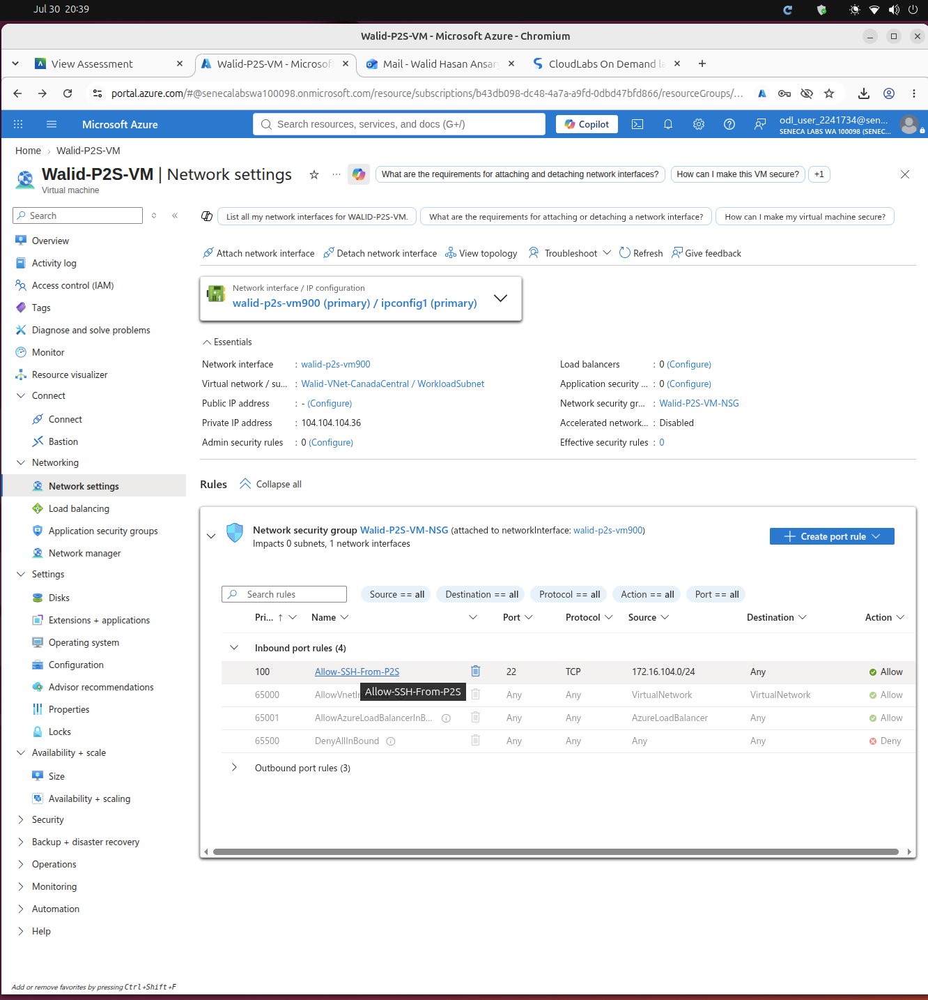 Jul 30  20:39
Walid-P2S-VM - Microsoft Azure - Chromium
View Assessment
Walid-P2S-VM - Microsof
Mail - Walid Hasan Ansar
CloudLabs On Demand la
portal.azure.com/#@senecalabswa100098.onmicrosoft.com/resource/subscriptions/b43db098-dc48-4a7a-a9fd-0dbd47bfd866/resourceGroups/...
Microsoft Azure
Search resources, services, and docs (G+/)
Copilot
odl_user_2241734@sen...
SENECA LABS WA 100098 (SENEC...
Home > Walid-P2S-VM
Walid-P2S-VM | Network settings
Virtual machine
What are the requirements for attaching and detaching network interfaces?
How can I make this VM secure?
+1
Search
List all my network interfaces for WALID-P2S-VM.
What are the requirements for attaching or detaching a network interface?
How can I make my virtual machine secure?
Overview
Activity log
Access control (IAM)
Tags
Diagnose and solve problems
Monitor
Resource visualizer
Connect
Connect
Bastion
Networking
Network settings
Load balancing
Application security groups
Network manager
Settings
Disks
Extensions + applications
Operating system
Configuration
Advisor recommendations
Properties
Locks
Availability + scale
Size
Availability + scaling
Security
Backup + disaster recovery
Operations
Monitoring
Automation
Help
Add or remove favorites by pressing Ctrl+Shift+F
Attach network interface
Detach network interface
View topology
Troubleshoot
Refresh
Give feedback
Network interface / IP configuration
walid-p2s-vm900 (primary) / ipconfig1 (primary)
Essentials
Network interface : walid-p2s-vm900
Virtual network / su... : Walid-VNet-CanadaCentral / WorkloadSubnet
Public IP address : - (Configure)
Private IP address : 104.104.104.36
Admin security rules : 0 (Configure)
Load balancers : 0 (Configure)
Application security ... : 0 (Configure)
Network security gr... : Walid-P2S-VM-NSG
Accelerated network... : Disabled
Effective security rules : 0
Rules
Collapse all
Network security group Walid-P2S-VM-NSG (attached to networkInterface: walid-p2s-vm900)
Impacts 0 subnets, 1 network interfaces
Create port rule
Search rules
Source == all
Destination == all
Protocol == all
Action == all
Port == all
Pri... ↑ Name Port Protocol Source Destination Action
Inbound port rules (4)
100 Allow-SSH-From-P2S 22 TCP 172.16.104.0/24 Any Allow
Allow-SSH-From-P2S
65000 AllowVnetIn Any Any VirtualNetwork VirtualNetwork Allow
65001 AllowAzureLoadBalancerInB... Any Any AzureLoadBalancer Any Allow
65500 DenyAllInBound Any Any Any Any Deny
Outbound port rules (3)